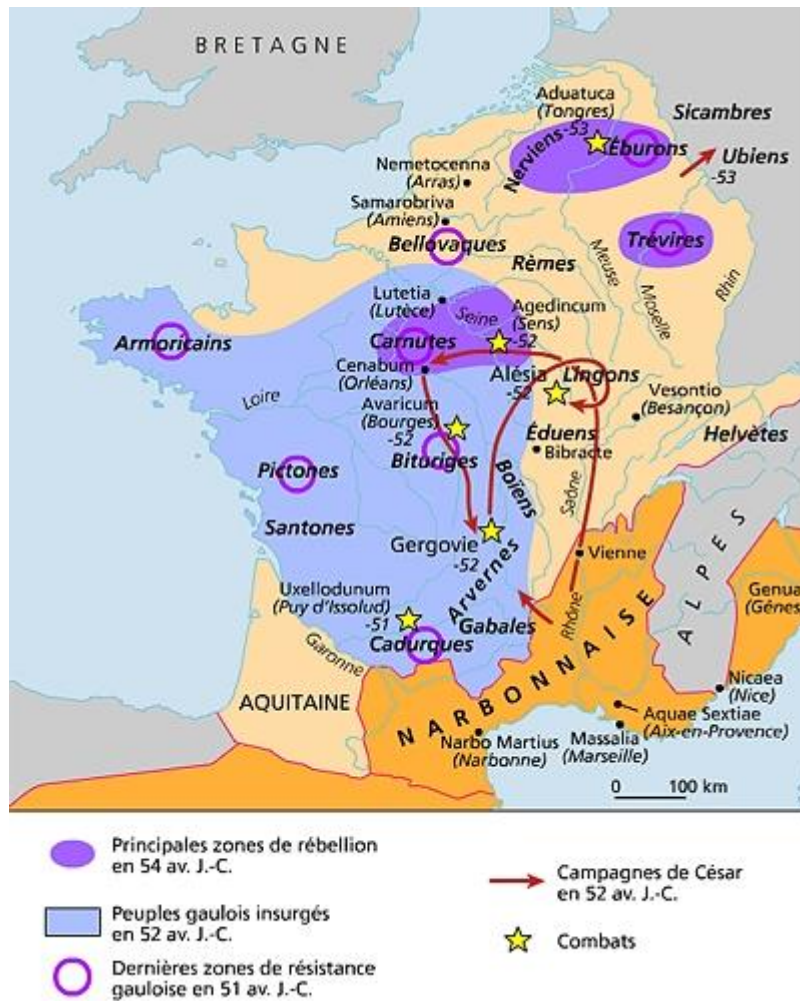 BRETAGNE
Aduatuca
(Tongres)
-53
Sicambres
Nerviens
Éburons
Ubiens
-53
Nemetocenna
(Arras)
Samarobriva
(Amiens)
Bellovaques
Trévires
Rèmes
Meuse
Moselle
Rhin
Lutetia
(Lutèce)
Seine
Agedincum
(Sens)
-52
Armoricains
Carnutes
Cenabum
(Orléans)
Alésia
-52
Lingons
Loire
Avaricum
(Bourges)
-52
Vesontio
(Besançon)
Éduens
Bibracte
Helvètes
Bituriges
Boïens
Saône
Pictones
Santones
Gergovie
-52
Arvernes
Vienne
ALPES
Uxellodunum
(Puy d'Issolud)
-51
Gabales
Rhône
Genua
(Gênes)
Cadurques
Garonne
AQUITAINE
NARBONNAISE
Nicaea
(Nice)
Aquae Sextiae
(Aix-en-Provence)
Narbo Martius
(Narbonne)
Massalia
(Marseille)
0 100 km
Principales zones de rébellion
en 54 av. J.-C.
Peuples gaulois insurgés
en 52 av. J.-C.
Dernières zones de résistance
gauloise en 51 av. J.-C.
Campagnes de César
en 52 av. J.-C.
Combats